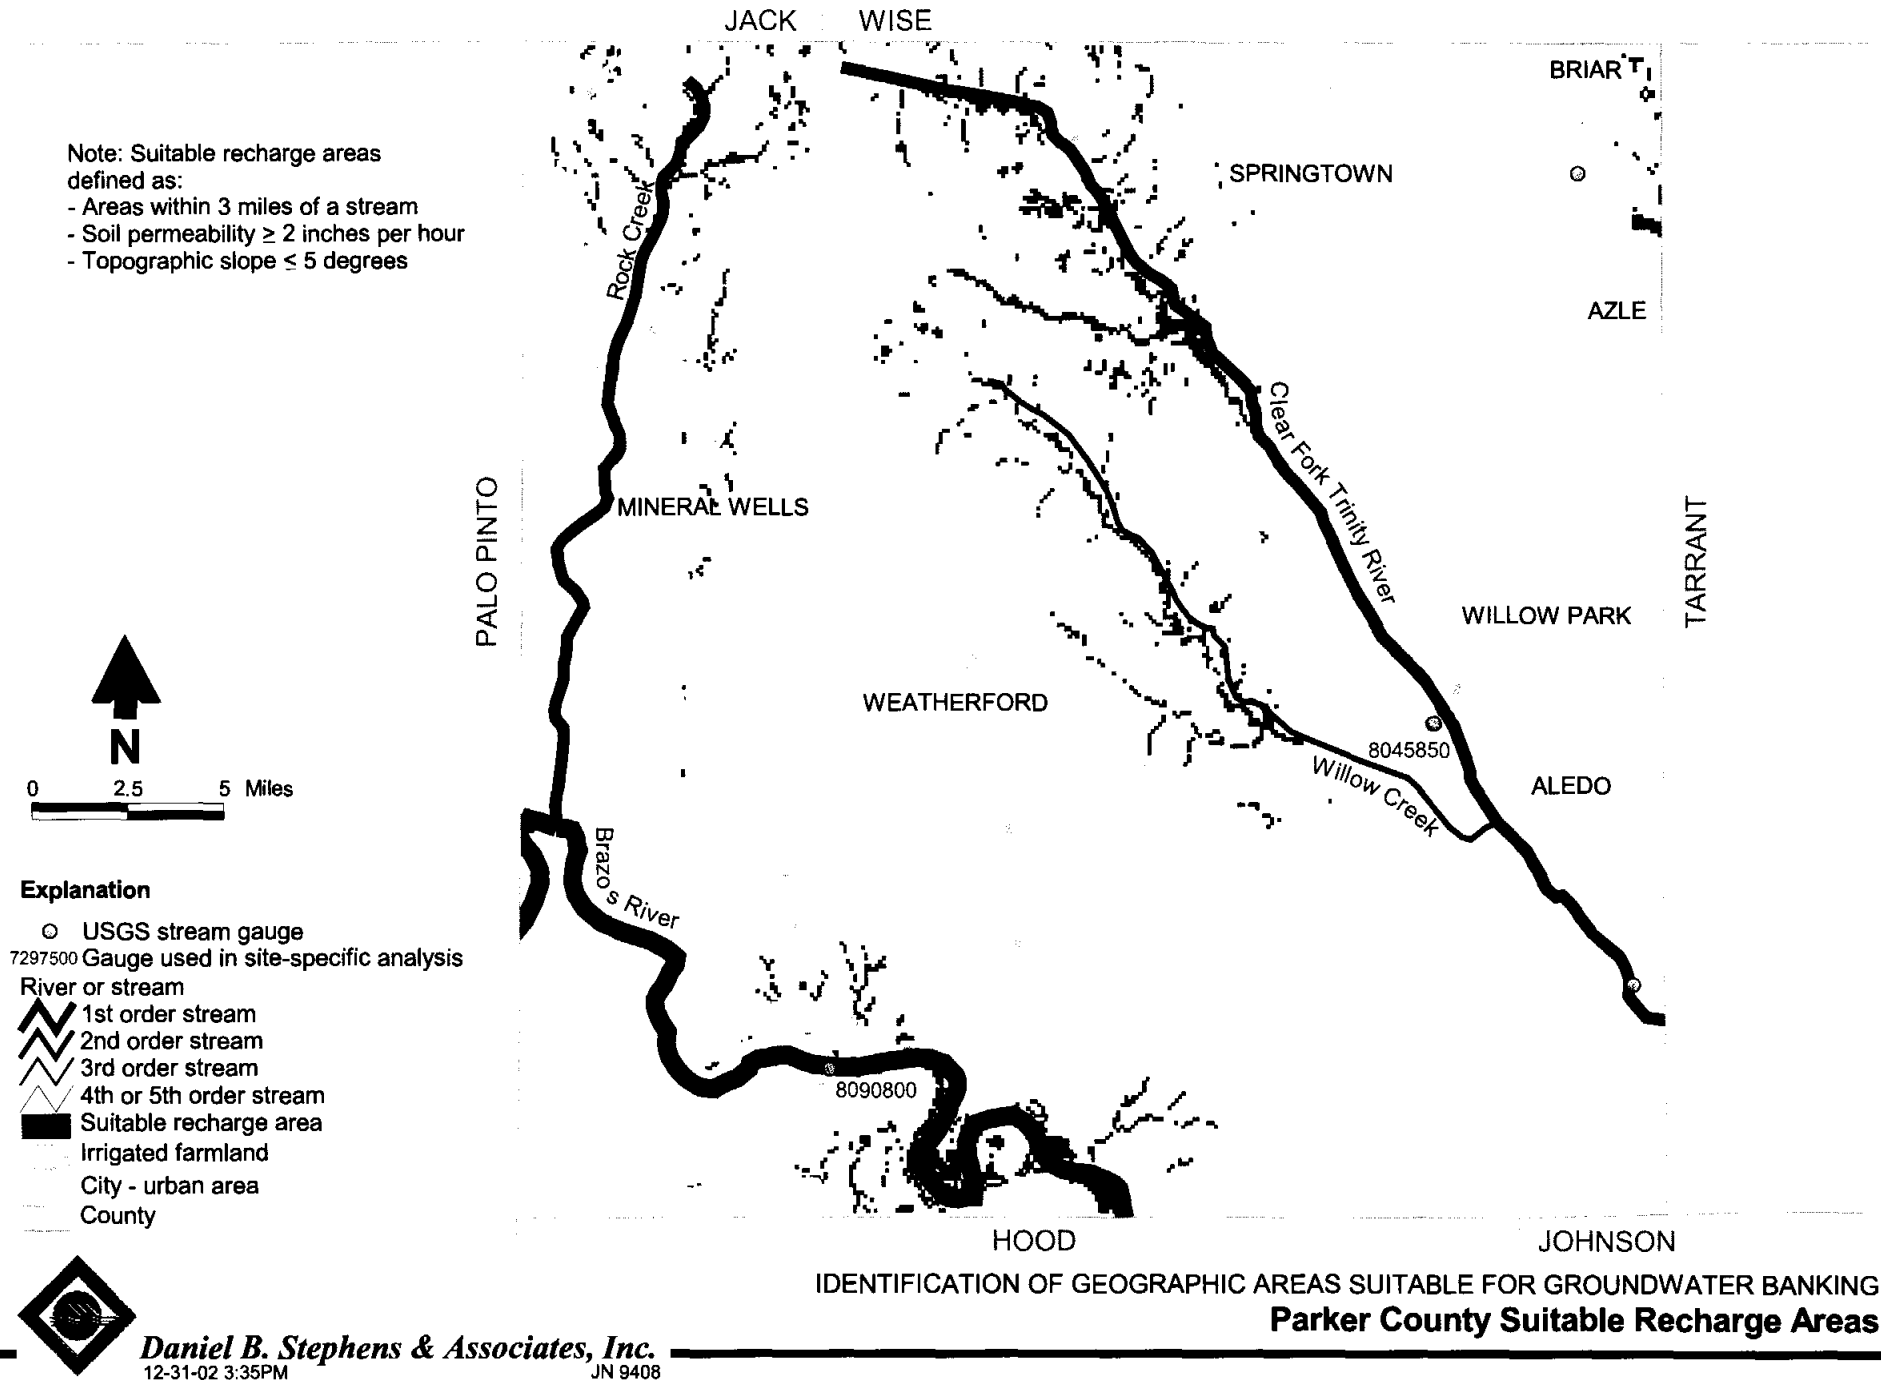 JACK WISE
BRIAR
Note: Suitable recharge areas
defined as:
- Areas within 3 miles of a stream
- Soil permeability ≥ 2 inches per hour
- Topographic slope ≤ 5 degrees
SPRINGTOWN
Rock Creek
AZLE
Clear Fork Trinity River
PALO PINTO
MINERAL WELLS
TARRANT
WILLOW PARK
WEATHERFORD
N
8045850
Willow Creek
ALEDO
0 2.5 5 Miles
Brazo's River
Explanation
USGS stream gauge
7297500 Gauge used in site-specific analysis
River or stream
1st order stream
2nd order stream
3rd order stream
4th or 5th order stream
Suitable recharge area
Irrigated farmland
City - urban area
County
8090800
HOOD
JOHNSON
IDENTIFICATION OF GEOGRAPHIC AREAS SUITABLE FOR GROUNDWATER BANKING
Parker County Suitable Recharge Areas
Daniel B. Stephens & Associates, Inc.
12-31-02 3:35PM JN 9408